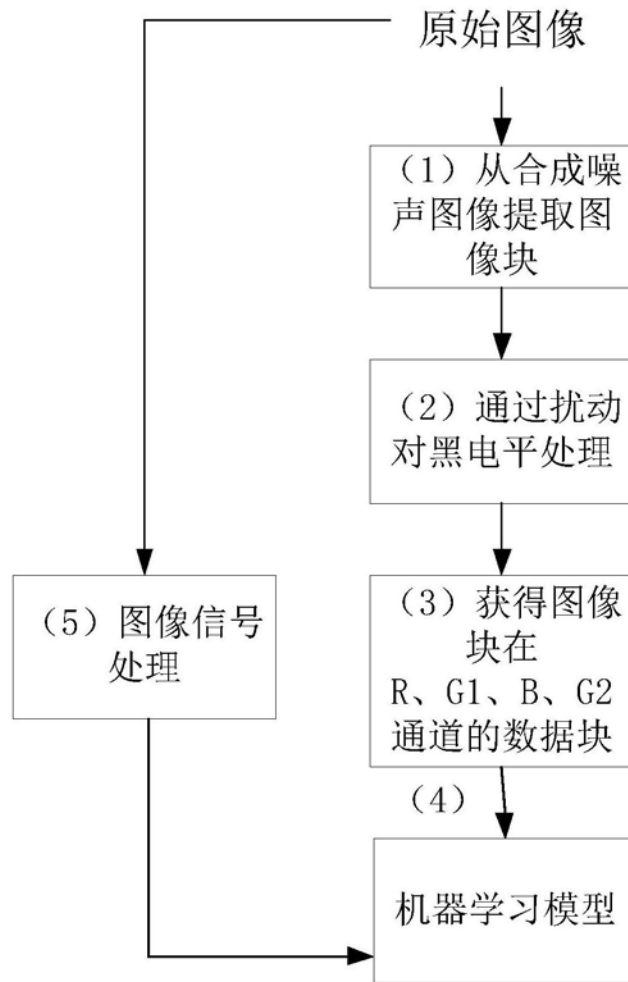 原始图像
（1）从合成噪
声图像提取图
像块
（2）通过扰动
对黑电平处理
（5）图像信号
处理
（3）获得图像
块在
R、G1、B、G2
通道的数据块
（4）
机器学习模型